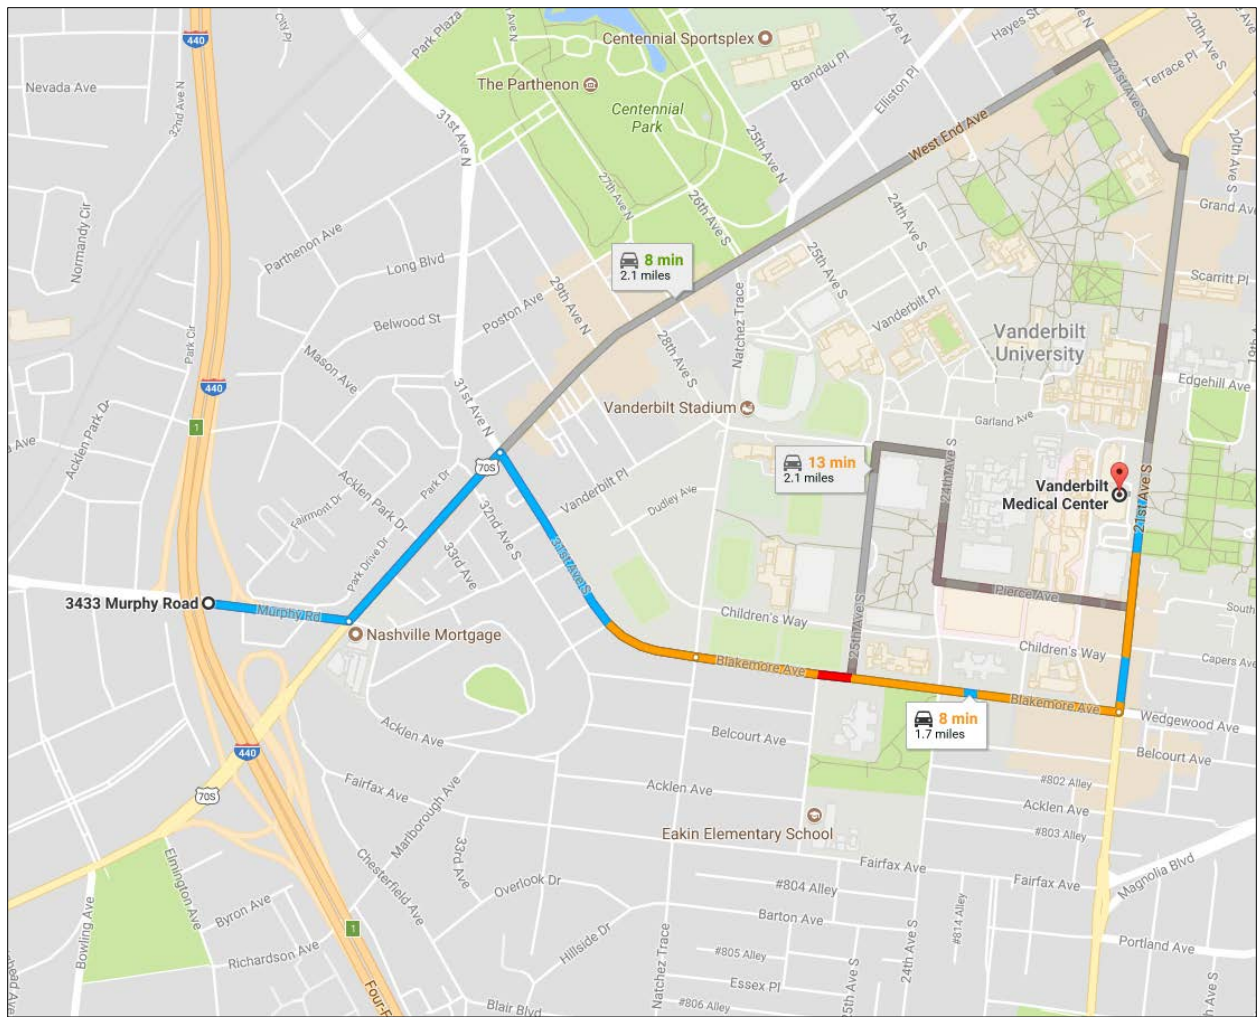 440
City Pl
Park Plaza
Centennial Sportsplex
Hayes St
20th Ave S
Nevada Ave
32nd Ave N
The Parthenon
Brandau Pl
Elliston Pl
Terrace Pl
21st Ave S
Centennial
Park
31st Ave N
25th Ave N
West End Ave
20th Ave S
27th Ave N
26th Ave S
24th Ave S
Grand Ave
Normandy Cir
Parthenon Ave
8 min
2.1 miles
Long Blvd
25th Ave S
Scarritt Pl
29th Ave N
Poston Ave
Natchez Trace
Vanderbilt Pl
Belwood St
28th Ave S
Vanderbilt
University
Park Cir
Mason Ave
440
31st Ave N
Edgehill Ave
Acklen Park Dr
Vanderbilt Stadium
Garland Ave
1
70S
13 min
2.1 miles
24th Ave S
Park Dr
Vanderbilt Pl
Acklen Park Dr
Fairmont Dr
Dudley Ave
Vanderbilt
Medical Center
21st Ave S
32nd Ave S
33rd Ave
Park Drive Dr
31st Ave S
Pierce Ave
3433 Murphy Road
Murphy Rd
Children's Way
South
Nashville Mortgage
25th Ave S
Children's Way
Capers Ave
Blakemore Ave
Blakemore Ave
8 min
1.7 miles
Wedgewood Ave
Acklen Ave
Belcourt Ave
Belcourt Ave
440
#802 Alley
Fairfax Ave
Acklen Ave
Acklen Ave
70S
Marlborough Ave
Eakin Elementary School
#803 Alley
33rd Ave
Chesterfield Ave
Fairfax Ave
Fairfax Ave
Magnolia Blvd
Elmington Ave
Overlook Dr
#804 Alley
Byron Ave
Barton Ave
#814 Alley
1
Bowling Ave
Hillside Dr
Natchez Trace
24th Ave S
Portland Ave
Richardson Ave
#805 Alley
Essex Pl
25th Ave S
Blair Blvd
#806 Alley